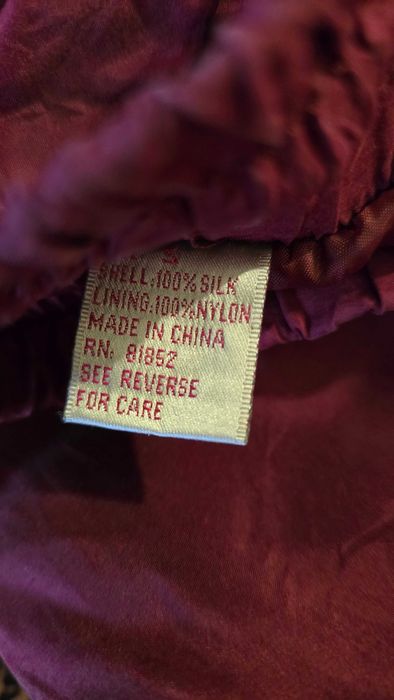 S
SHELL:100% SILK
LINING:100% NYLON
MADE IN CHINA
RN: 81852
SEE REVERSE
FOR CARE